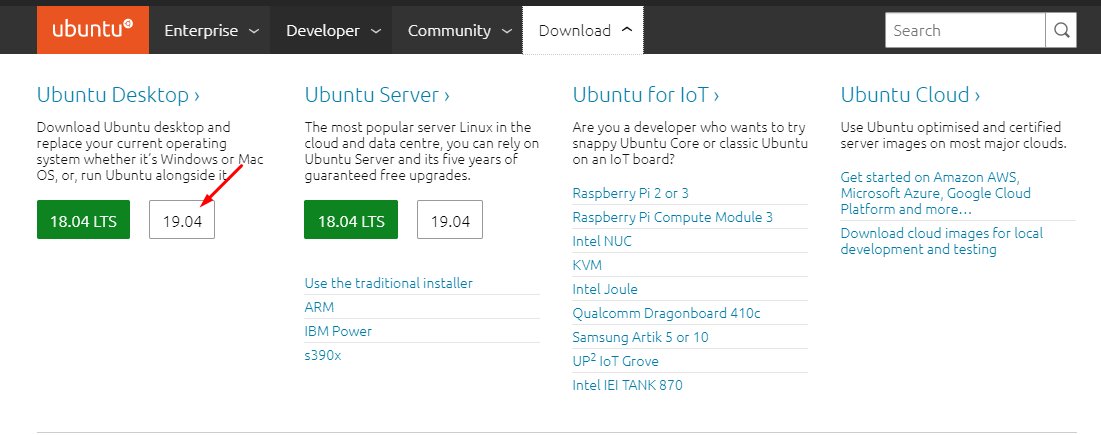 ubuntu Enterprise Developer Community Download Search
Ubuntu Desktop ›
Download Ubuntu desktop and
replace your current operating
system whether it's Windows or Mac
OS, or, run Ubuntu alongside it.
18.04 LTS 19.04
Ubuntu Server ›
The most popular server Linux in the
cloud and data centre, you can rely on
Ubuntu Server and its five years of
guaranteed free upgrades.
18.04 LTS 19.04
Use the traditional installer
ARM
IBM Power
s390x
Ubuntu for IoT ›
Are you a developer who wants to try
snappy Ubuntu Core or classic Ubuntu
on an IoT board?
Raspberry Pi 2 or 3
Raspberry Pi Compute Module 3
Intel NUC
KVM
Intel Joule
Qualcomm Dragonboard 410c
Samsung Artik 5 or 10
UP² IoT Grove
Intel IEI TANK 870
Ubuntu Cloud ›
Use Ubuntu optimised and certified
server images on most major clouds.
Get started on Amazon AWS,
Microsoft Azure, Google Cloud
Platform and more…
Download cloud images for local
development and testing